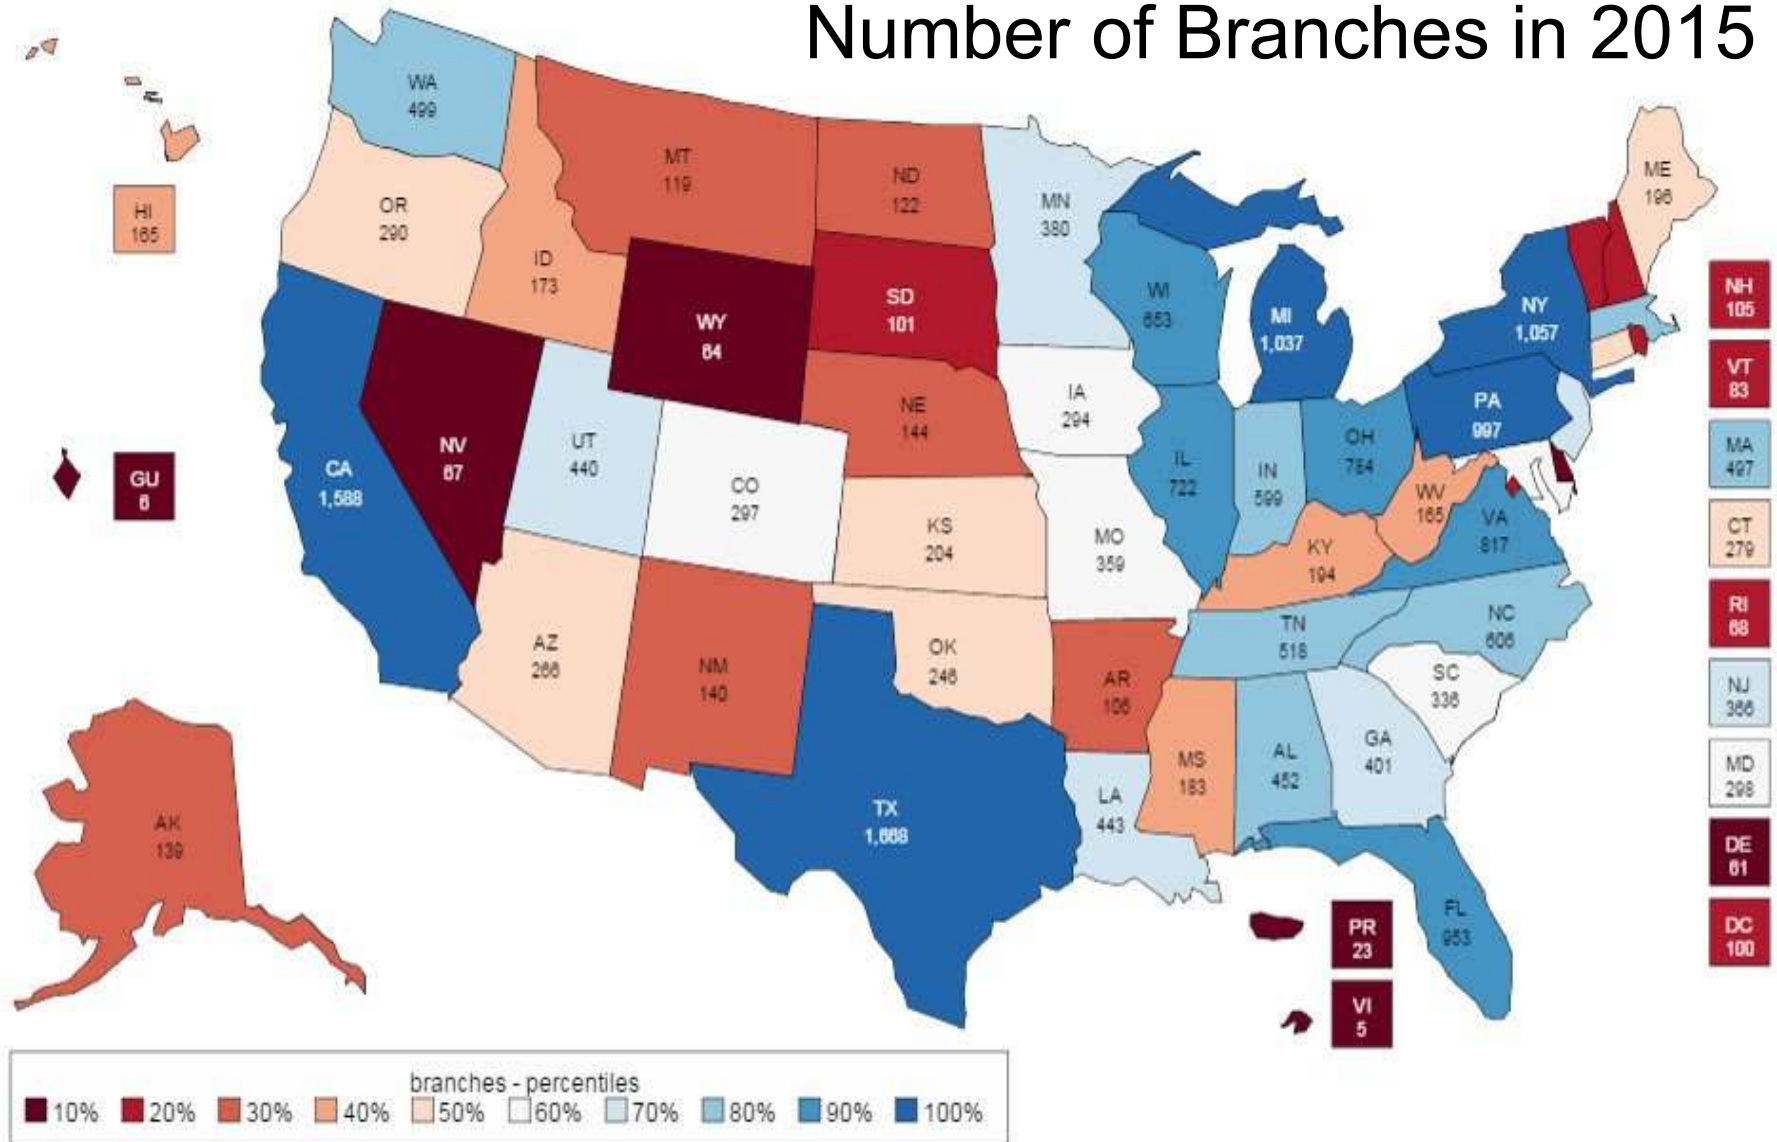 Number of Branches in 2015
WA
499
MT
119
ND
122
MN
380
ME
196
OR
290
ID
173
HI
165
WI
653
SD
101
WY
64
MI
1,037
NY
1,057
NH
105
VT
83
NE
144
IA
294
PA
997
NV
67
UT
440
CO
297
IL
722
IN
599
OH
784
WV
165
MA
497
CA
1,588
GU
6
KS
204
MO
359
KY
194
VA
817
CT
279
AZ
266
NM
140
OK
246
AR
106
TN
518
NC
606
SC
336
RI
68
NJ
366
TX
1,668
LA
443
MS
183
AL
452
GA
401
MD
298
AK
139
DE
61
FL
953
PR
23
DC
100
VI
5
branches - percentiles
10% 20% 30% 40% 50% 60% 70% 80% 90% 100%